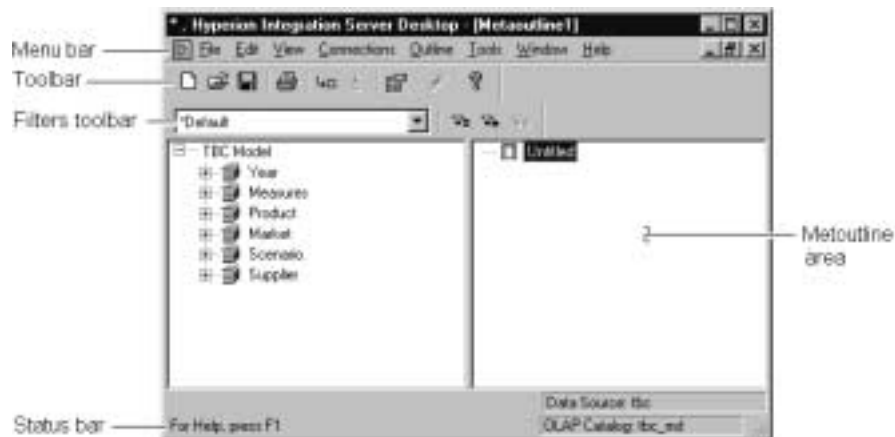 * . Hyperion Integration Server Desktop - [Metaoutline1]
Menu bar
File Edit View Connections Outline Tools Window Help
Toolbar
Filters toolbar
*Default
TBC Model
Year
Measures
Product
Market
Scenario
Supplier
Untitled
Metoutline
area
Data Source: tbc
Status bar
For Help, press F1
OLAP Catalog: tbc_md